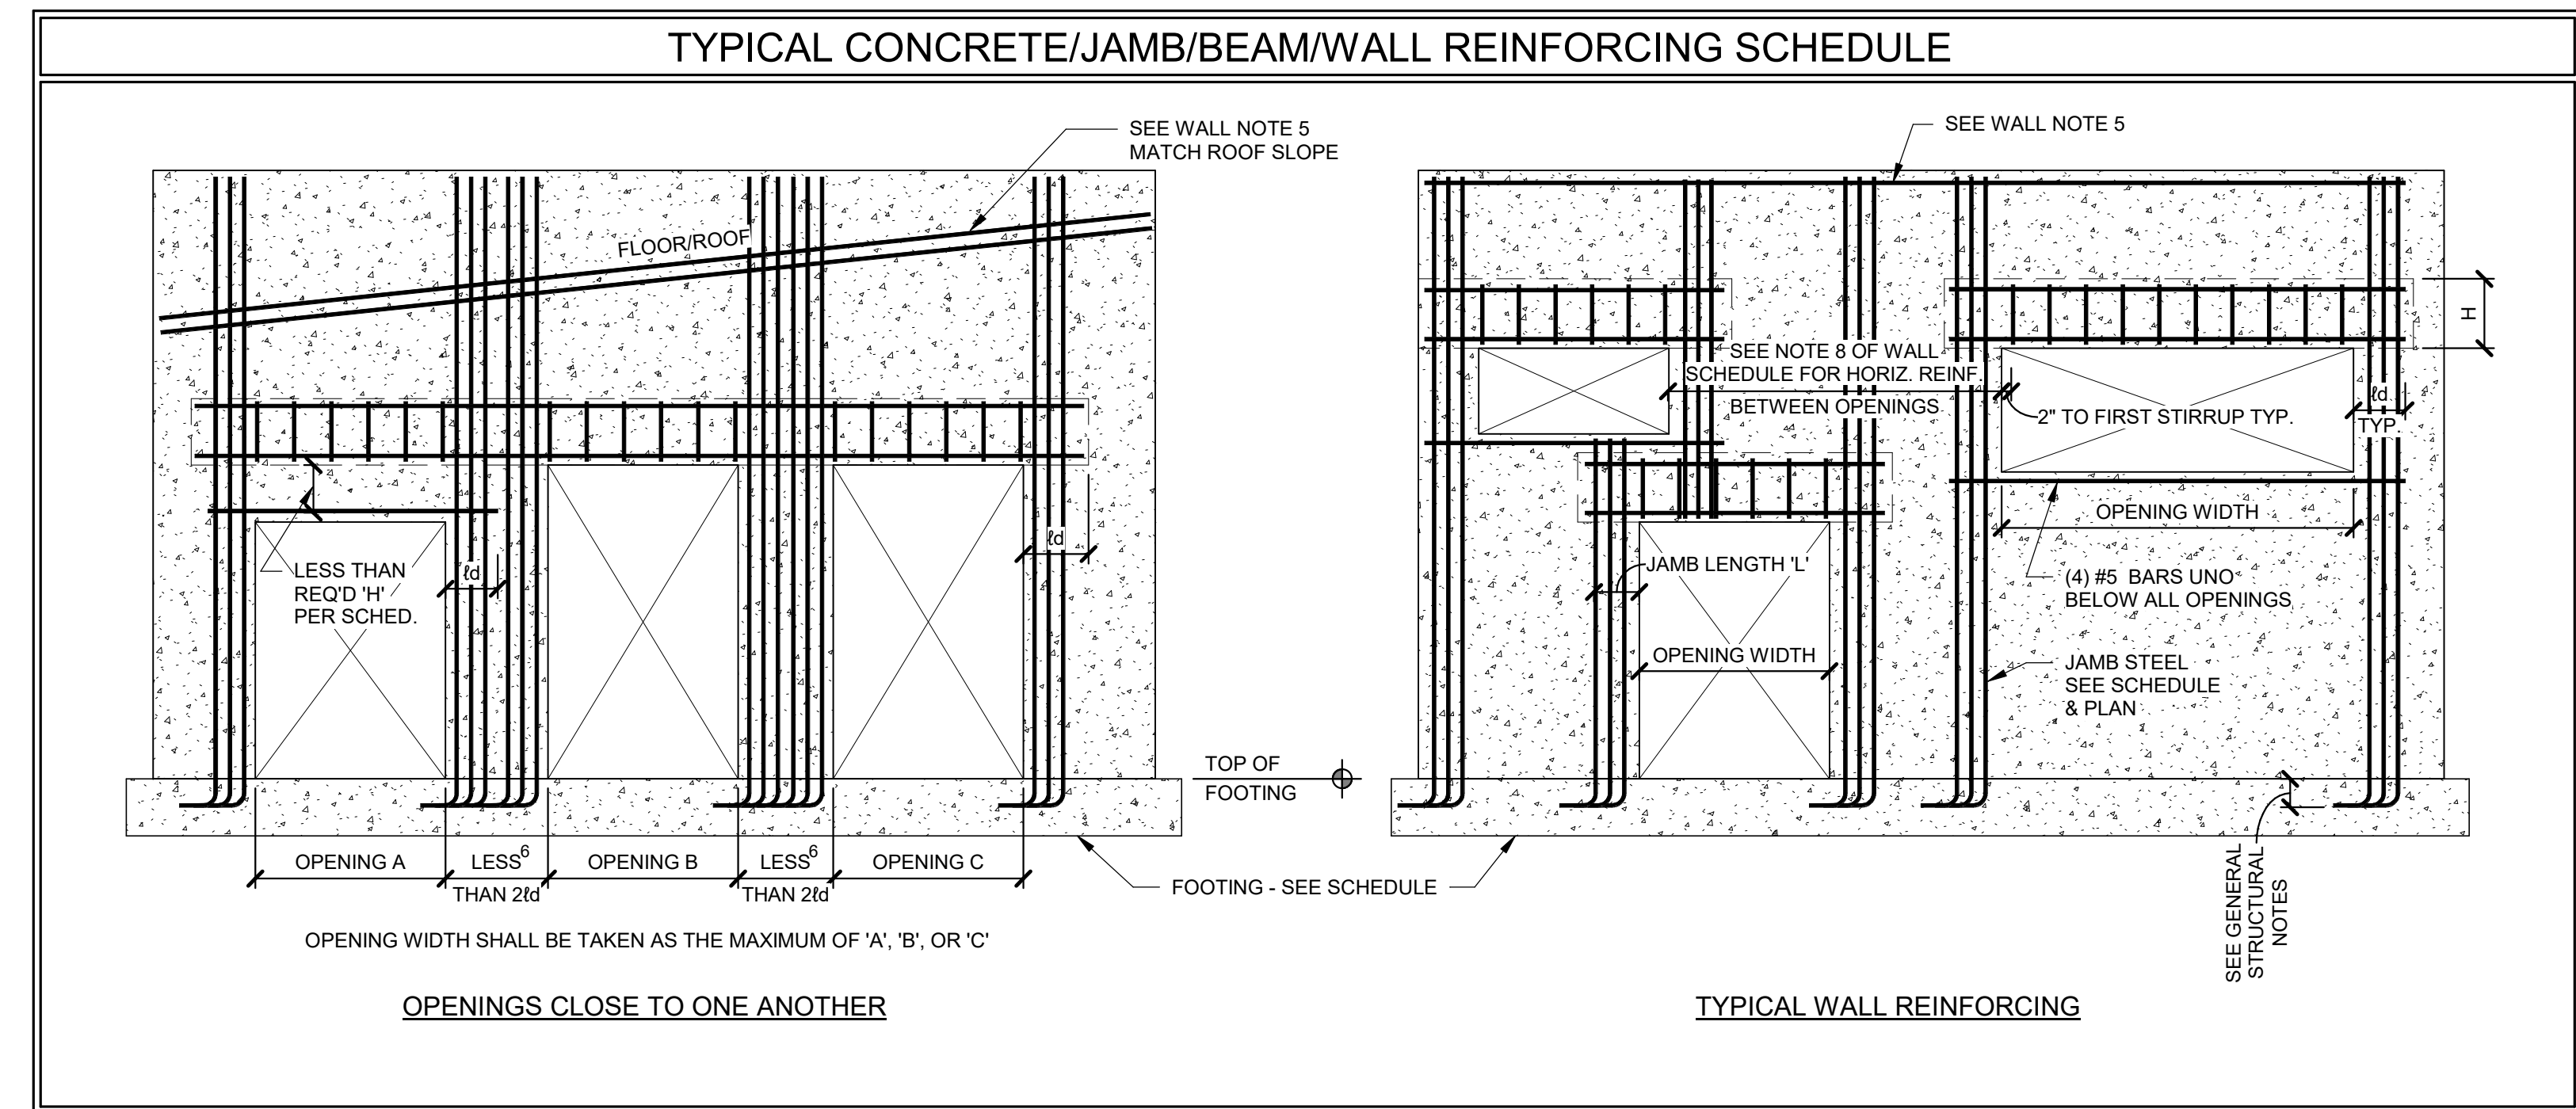 TYPICAL CONCRETE/JAMB/BEAM/WALL REINFORCING SCHEDULE
SEE WALL NOTE 5
MATCH ROOF SLOPE
FLOOR/ROOF
LESS THAN
REQ'D 'H'
PER SCHED.
ℓd
ℓd
OPENING A
LESS⁶
THAN 2ℓd
OPENING B
LESS⁶
THAN 2ℓd
OPENING C
OPENING WIDTH SHALL BE TAKEN AS THE MAXIMUM OF 'A', 'B', OR 'C'
OPENINGS CLOSE TO ONE ANOTHER
TOP OF
FOOTING
FOOTING - SEE SCHEDULE
SEE WALL NOTE 5
H
SEE NOTE 8 OF WALL
SCHEDULE FOR HORIZ. REINF.
BETWEEN OPENINGS
2" TO FIRST STIRRUP TYP.
ℓd
TYP.
OPENING WIDTH
JAMB LENGTH 'L'
(4) #5 BARS UNO
BELOW ALL OPENINGS
OPENING WIDTH
JAMB STEEL
SEE SCHEDULE
& PLAN
SEE GENERAL
STRUCTURAL
NOTES
TYPICAL WALL REINFORCING